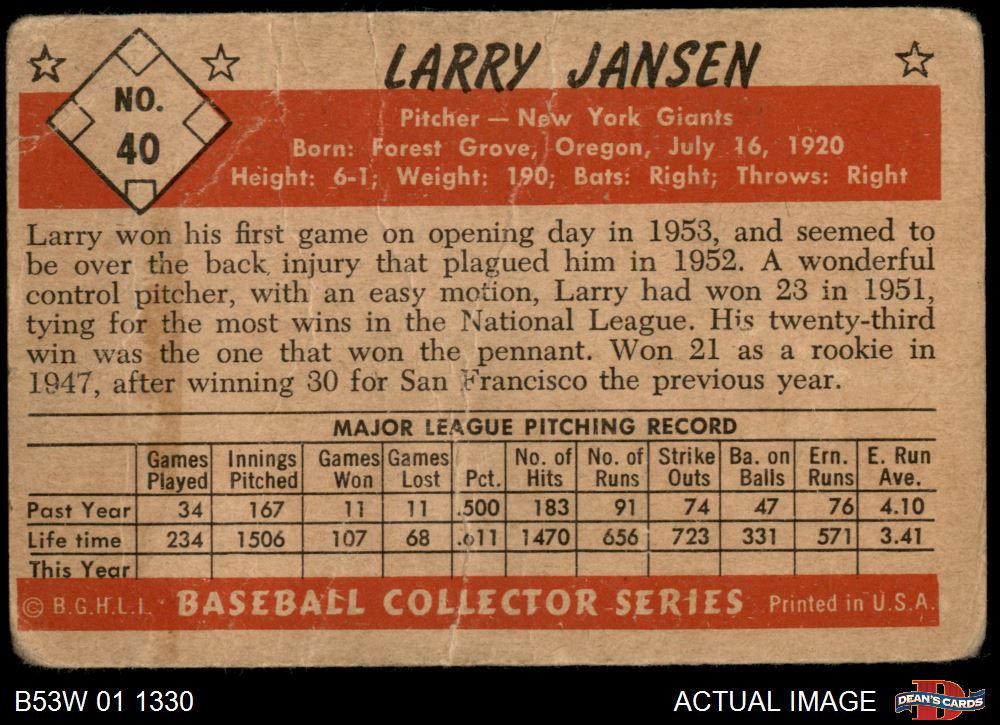 NO.
40
LARRY JANSEN
Pitcher — New York Giants
Born: Forest Grove, Oregon, July 16, 1920
Height: 6-1; Weight: 190; Bats: Right; Throws: Right
Larry won his first game on opening day in 1953, and seemed to
be over the back injury that plagued him in 1952. A wonderful
control pitcher, with an easy motion, Larry had won 23 in 1951,
tying for the most wins in the National League. His twenty-third
win was the one that won the pennant. Won 21 as a rookie in
1947, after winning 30 for San Francisco the previous year.
MAJOR LEAGUE PITCHING RECORD
Games Played Innings Pitched Games Won Games Lost Pct. No. of Hits No. of Runs Strike Outs Ba. on Balls Ern. Runs E. Run Ave.
Past Year 34 167 11 11 .500 183 91 74 47 76 4.10
Life time 234 1506 107 68 .611 1470 656 723 331 571 3.41
This Year
© B.G.H.L.I. BASEBALL COLLECTOR SERIES Printed in U.S.A.
B53W 01 1330 ACTUAL IMAGE D DEAN'S CARDS